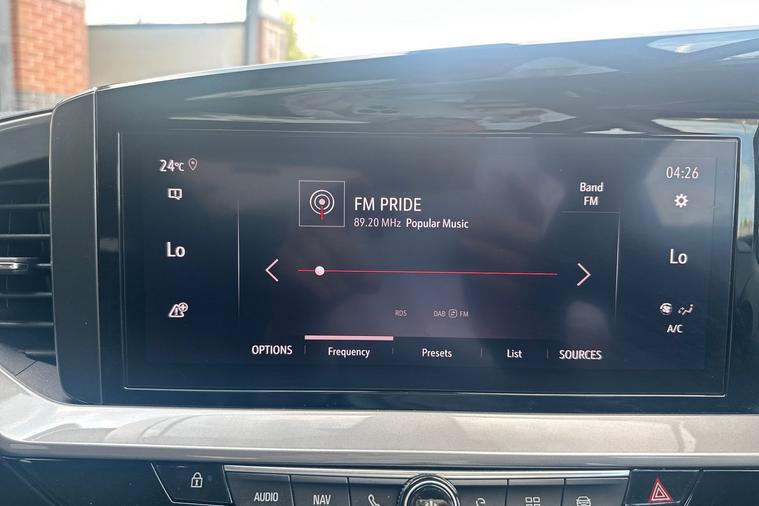 24°C
04:26
Lo
FM PRIDE
89.20 MHz Popular Music
Band
FM
Lo
RDS
DAB FM
A/C
OPTIONS
Frequency
Presets
List
SOURCES
AUDIO
NAV